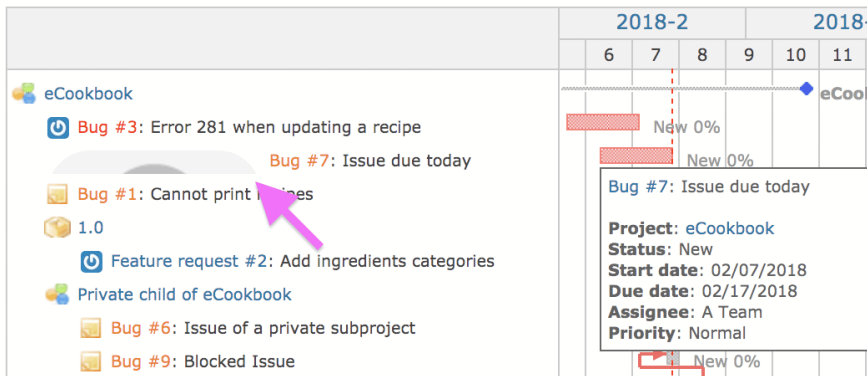 2018-2
2018-
6 7 8 9 10 11
eCookbook
eCool
Bug #3: Error 281 when updating a recipe
New 0%
Bug #7: Issue due today
New 0%
Bug #1: Cannot print
1.0
Feature request #2: Add ingredients categories
Private child of eCookbook
Bug #6: Issue of a private subproject
Bug #9: Blocked Issue
New 0%
Bug #7: Issue due today
Project: eCookbook
Status: New
Start date: 02/07/2018
Due date: 02/17/2018
Assignee: A Team
Priority: Normal